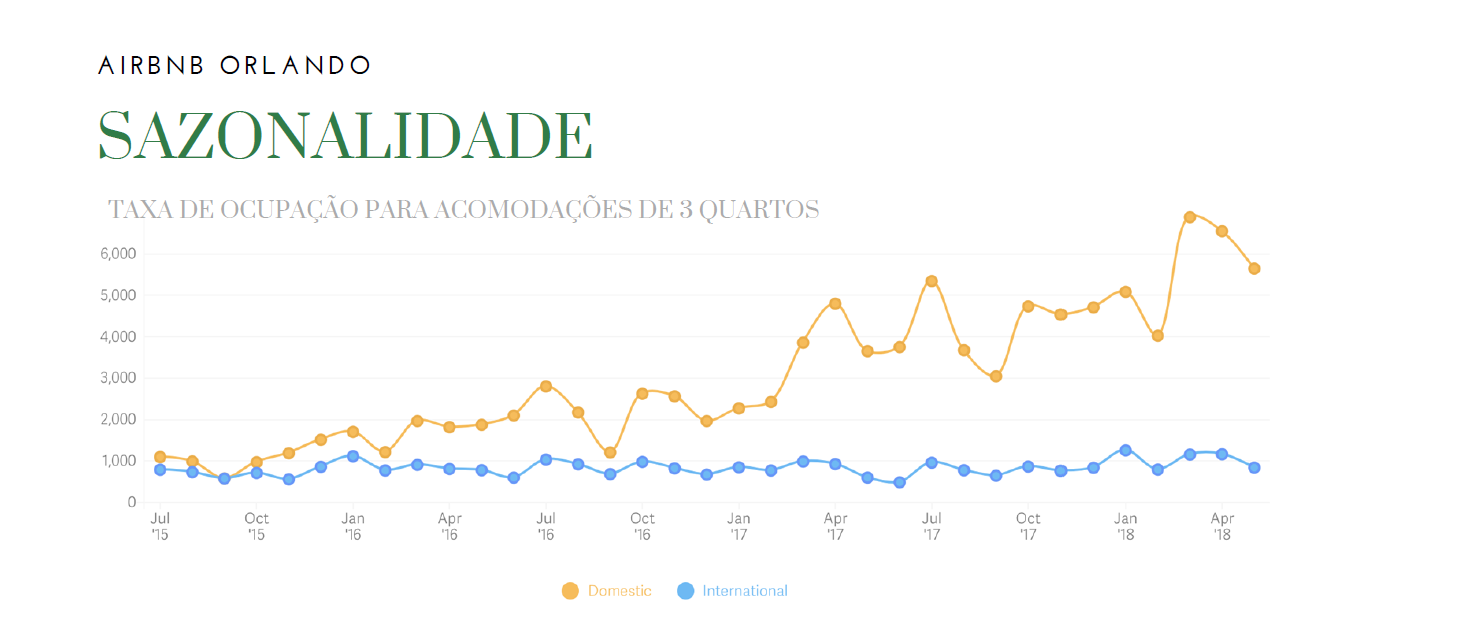 AIRBNB ORLANDO
SAZONALIDADE
TAXA DE OCUPAÇÃO PARA ACOMODAÇÕES DE 3 QUARTOS
6,000
5,000
4,000
3,000
2,000
1,000
0
Jul Oct Jan Apr Jul Oct Jan Apr Jul Oct Jan Apr
'15 '15 '16 '16 '16 '16 '17 '17 '17 '17 '18 '18
Domestic International